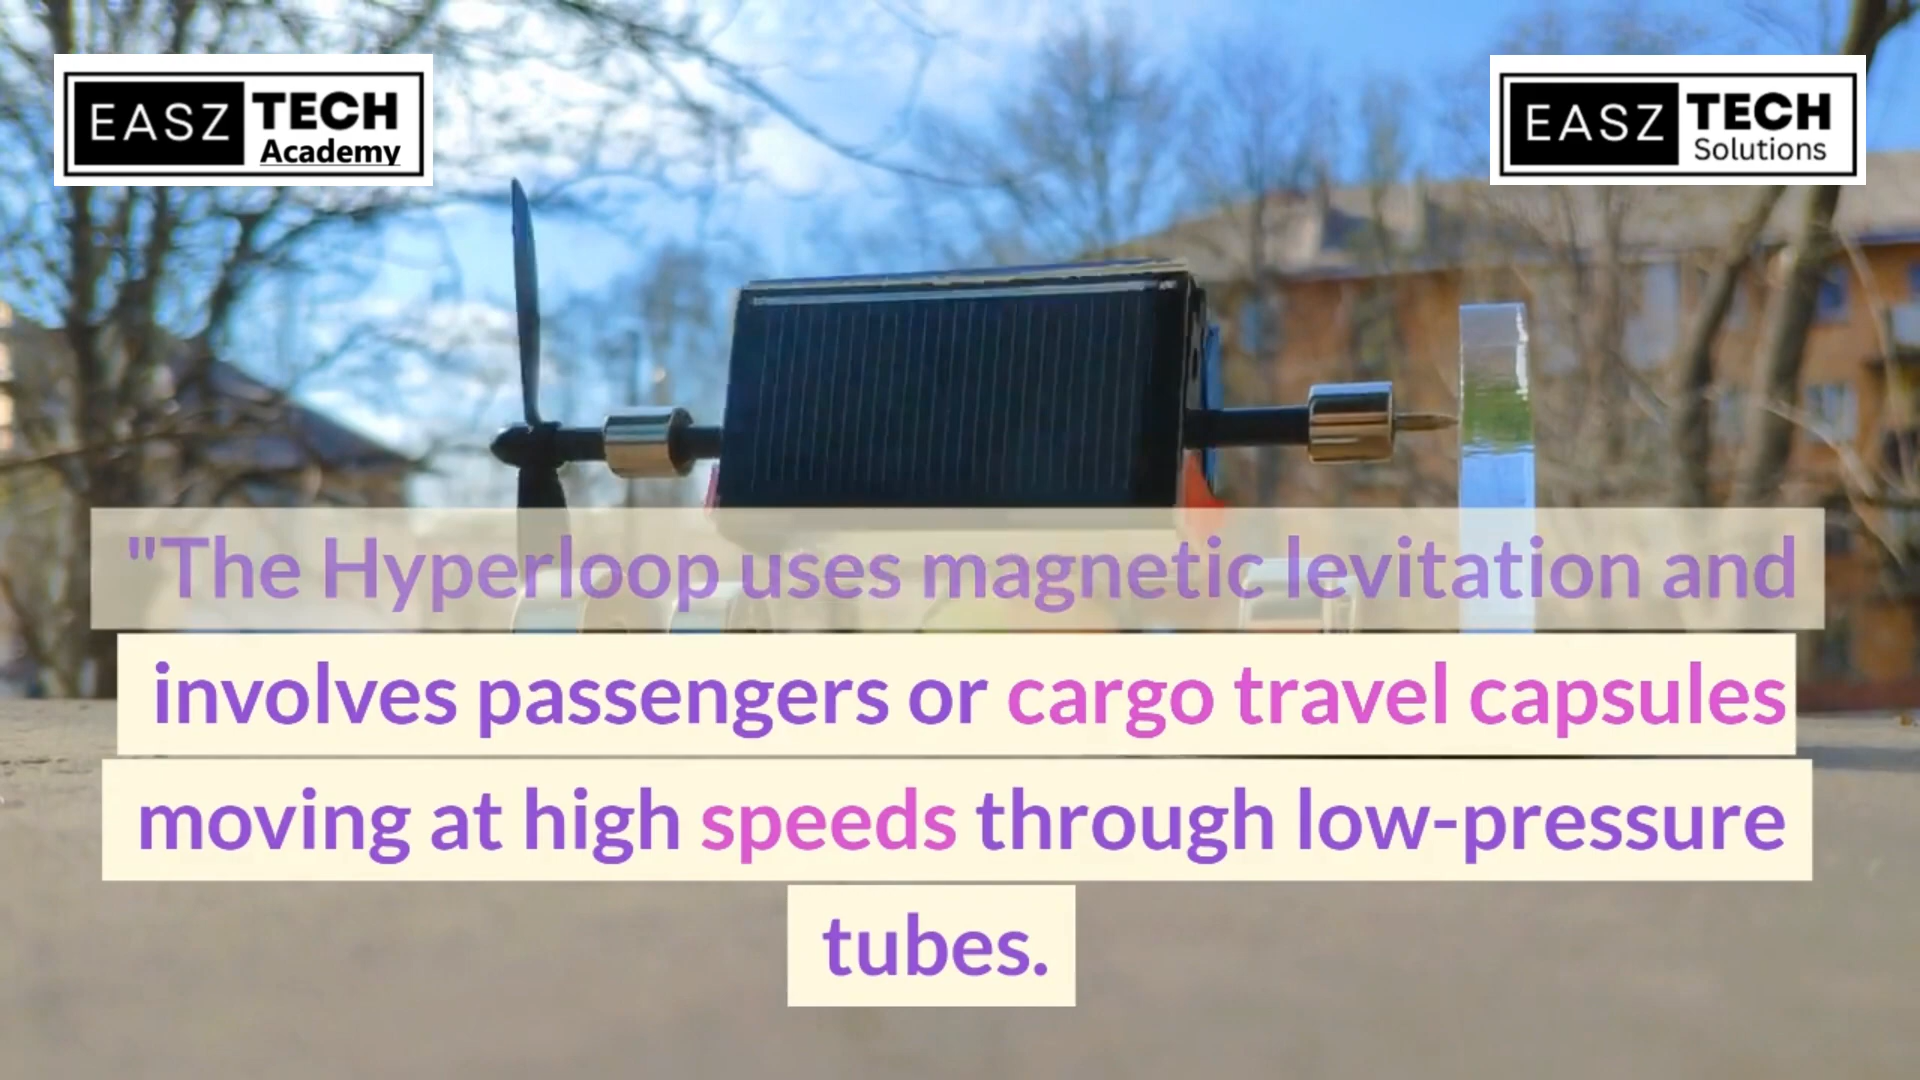 EASZ TECH Academy
EASZ TECH Solutions
"The Hyperloop uses magnetic levitation and
involves passengers or cargo travel capsules
moving at high speeds through low-pressure
tubes.